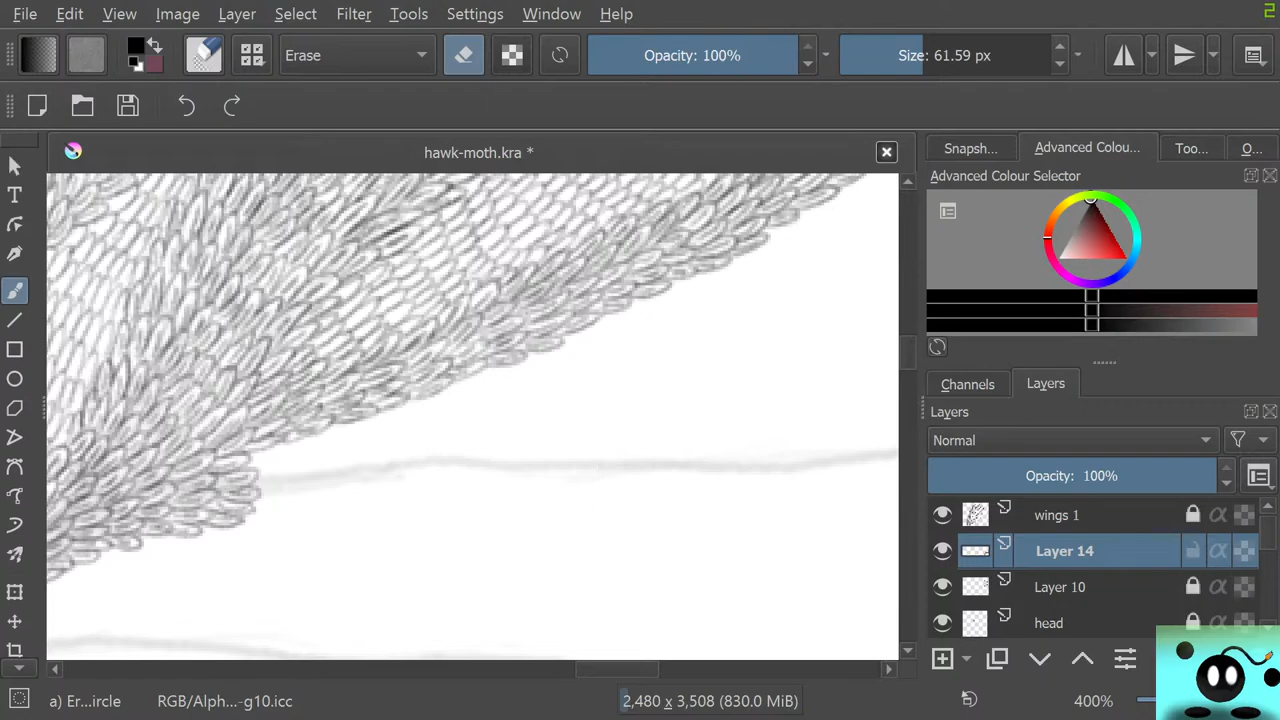 File Edit View Image Layer Select Filter Tools Settings Window Help
2
Erase
Opacity: 100%
Size: 61.59 px
hawk-moth.kra *
Snapsh... Advanced Colou... Too... O...
Advanced Colour Selector
Channels Layers
Layers
Normal
Opacity: 100%
wings 1
Layer 14
Layer 10
head
a) Er...ircle RGB/Alph...-g10.icc 2,480 x 3,508 (830.0 MiB) 400%